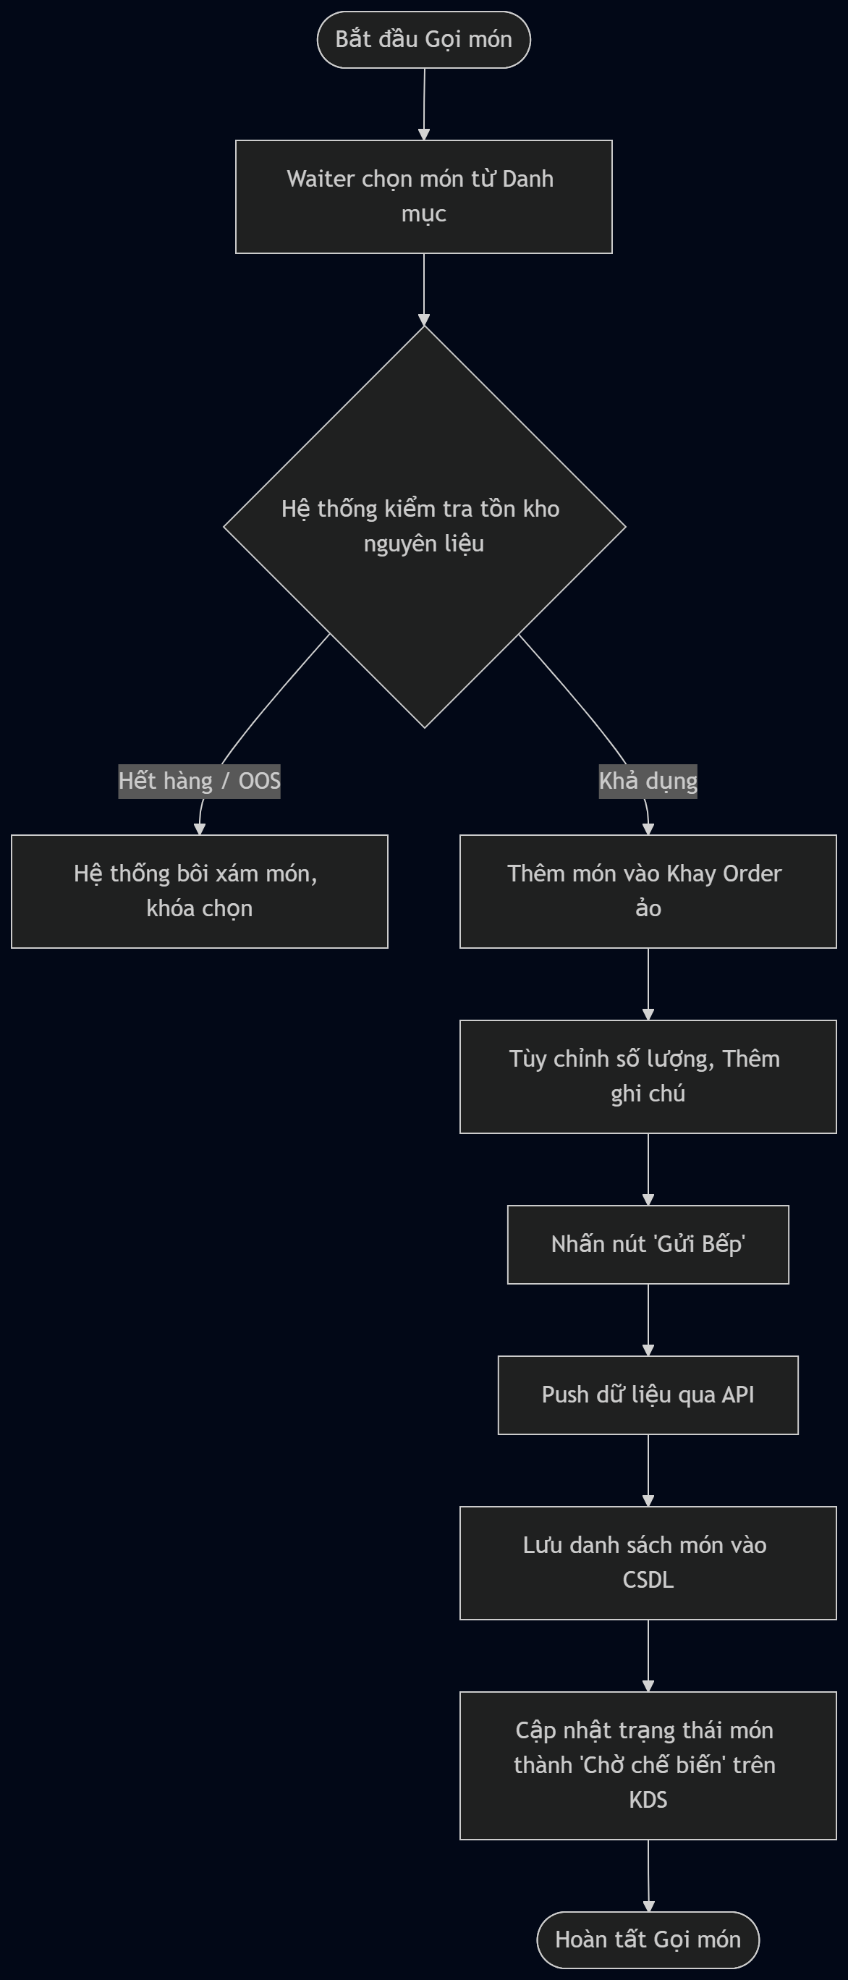 Bắt đầu Gọi món
Waiter chọn món từ Danh
mục
Hệ thống kiểm tra tồn kho
nguyên liệu
Hết hàng / OOS
Khả dụng
Hệ thống bôi xám món,
khóa chọn
Thêm món vào Khay Order
ảo
Tùy chỉnh số lượng, Thêm
ghi chú
Nhấn nút 'Gửi Bếp'
Push dữ liệu qua API
Lưu danh sách món vào
CSDL
Cập nhật trạng thái món
thành 'Chờ chế biến' trên
KDS
Hoàn tất Gọi món